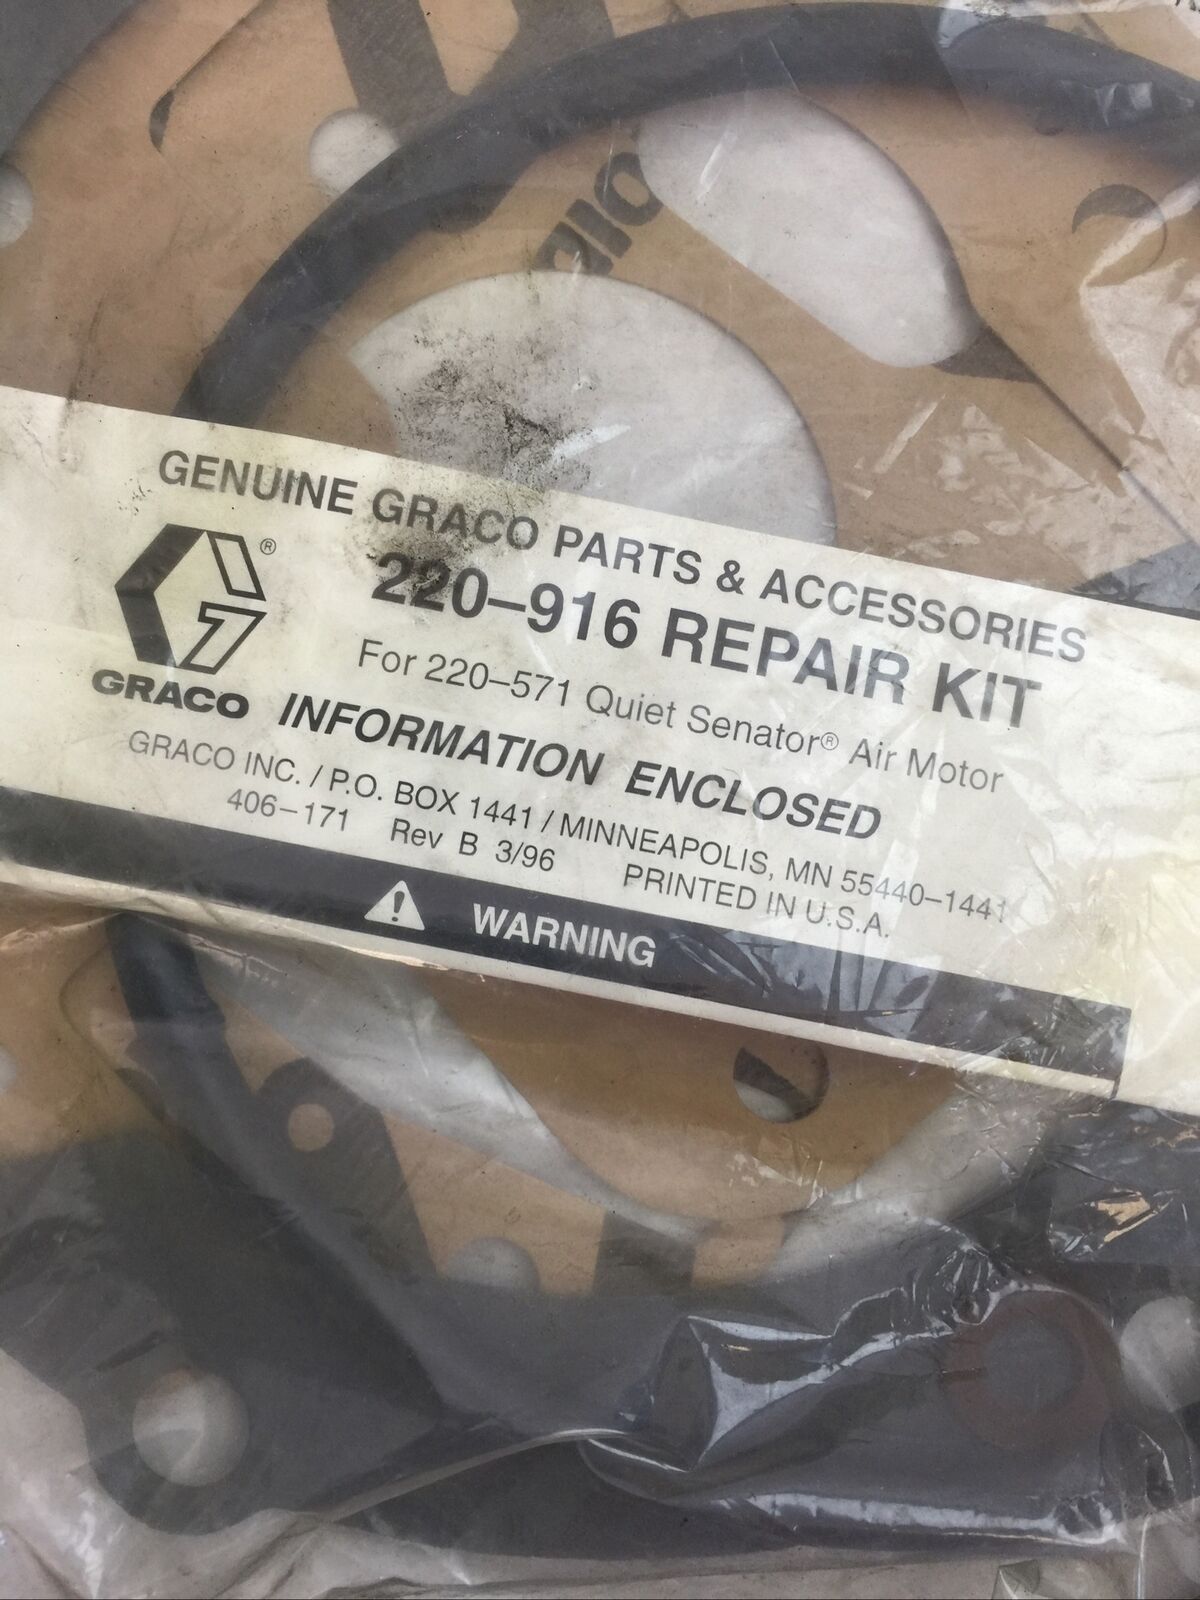 GENUINE GRACO PARTS & ACCESSORIES
220–916 REPAIR KIT
For 220–571 Quiet Senator® Air Motor
®
GRACO
INFORMATION ENCLOSED
GRACO INC. / P.O. BOX 1441 / MINNEAPOLIS, MN 55440–1441
406–171 Rev B 3/96 PRINTED IN U.S.A.
WARNING